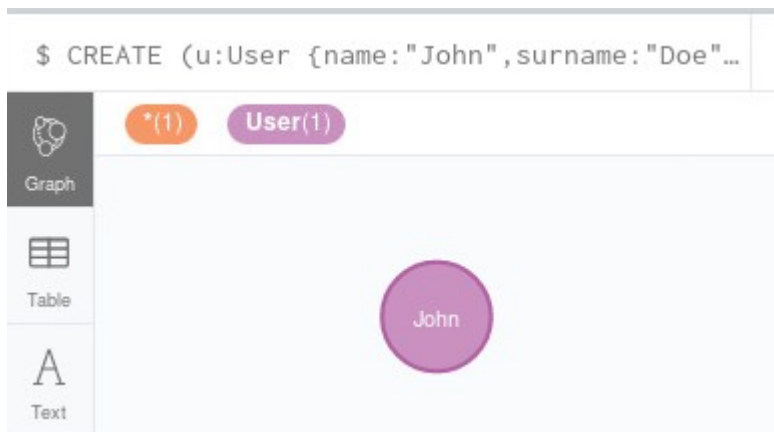 $ CREATE (u:User {name:"John",surname:"Doe"…
*(1) User(1)
Graph
Table
John
A
Text